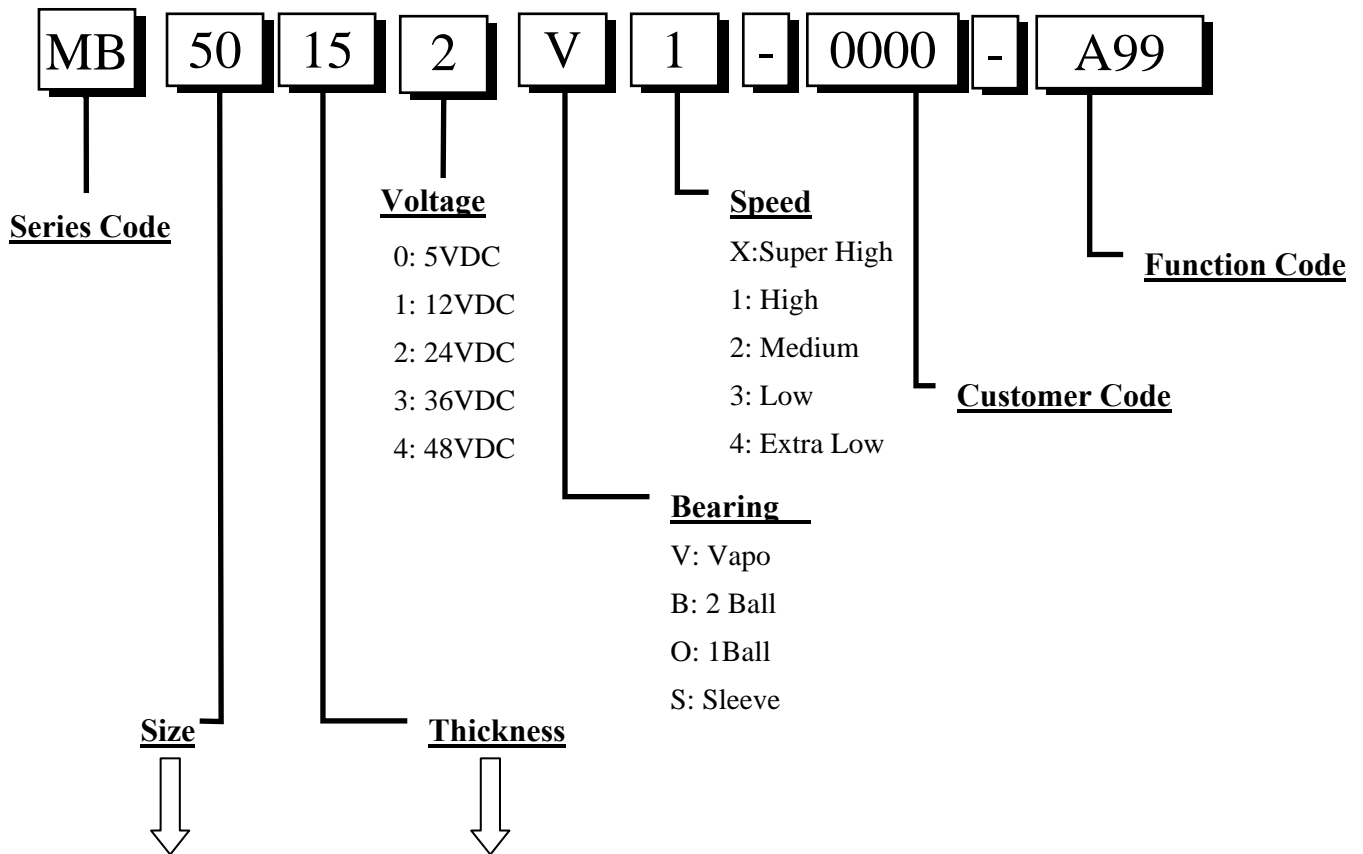 MB 50 15 2 V 1 - 0000 - A99
Series Code
Voltage
0: 5VDC
1: 12VDC
2: 24VDC
3: 36VDC
4: 48VDC
Speed
X:Super High
1: High
2: Medium
3: Low
4: Extra Low
Function Code
Customer Code
Bearing
V: Vapo
B: 2 Ball
O: 1Ball
S: Sleeve
Size
Thickness